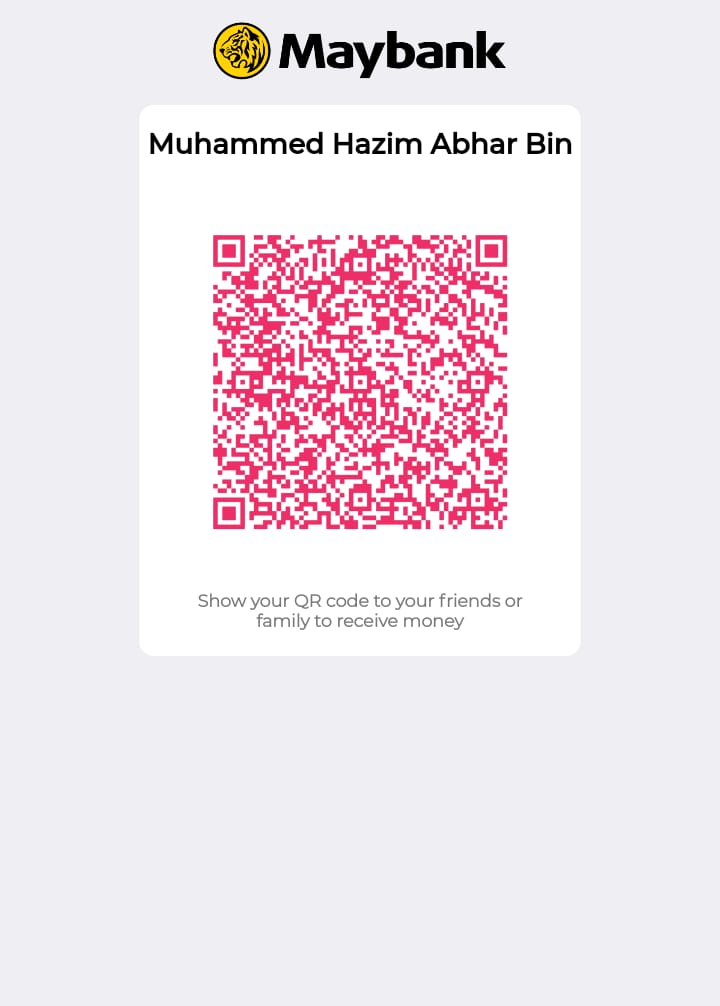 Maybank
Muhammed Hazim Abhar Bin
Show your QR code to your friends or
family to receive money